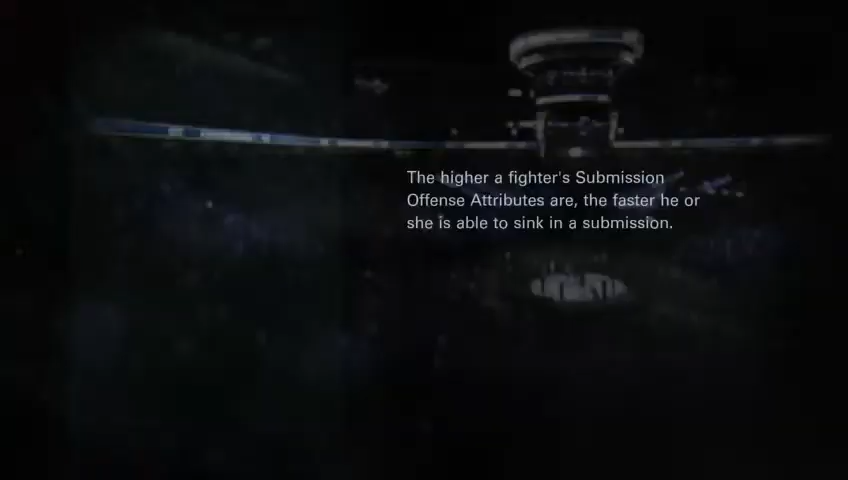 The higher a fighter's Submission
Offense Attributes are, the faster he or
she is able to sink in a submission.